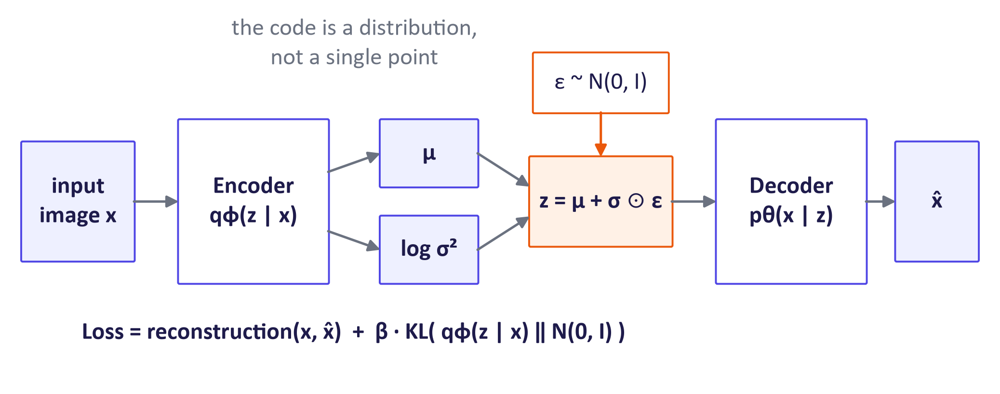 the code is a distribution,
not a single point
ε ~ N(0, I)
input
image x
Encoder
qϕ(z | x)
μ
log σ²
z = μ + σ ⊙ ε
Decoder
pθ(x | z)
x̂
Loss = reconstruction(x, x̂) + β · KL( qϕ(z | x) ‖ N(0, I) )